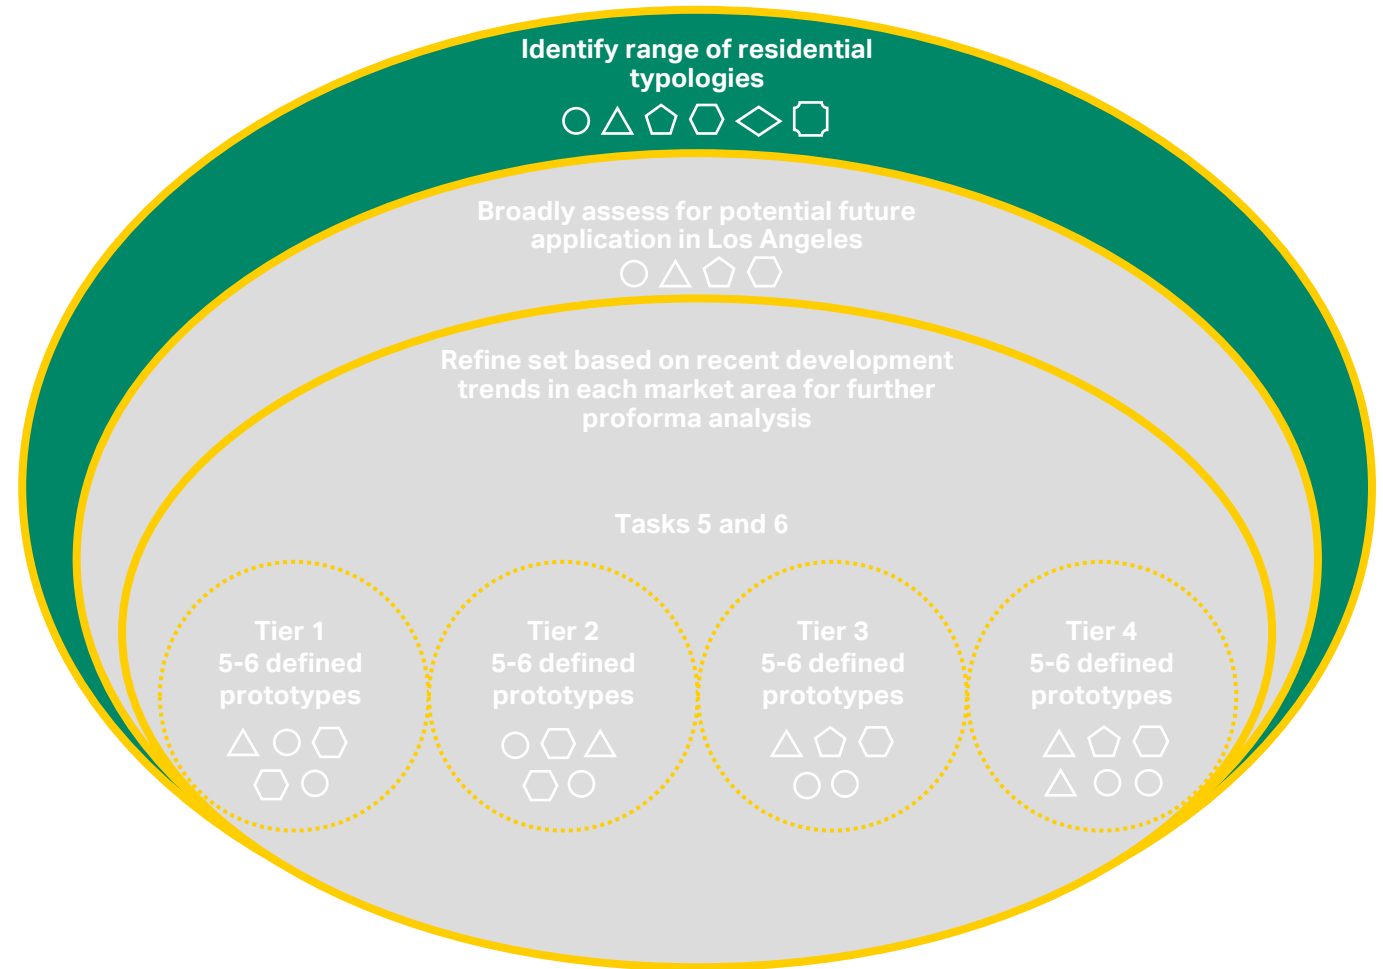 Identify range of residential
typologies
Broadly assess for potential future
application in Los Angeles
Refine set based on recent development
trends in each market area for further
proforma analysis
Tasks 5 and 6
Tier 1
5-6 defined
prototypes
Tier 2
5-6 defined
prototypes
Tier 3
5-6 defined
prototypes
Tier 4
5-6 defined
prototypes